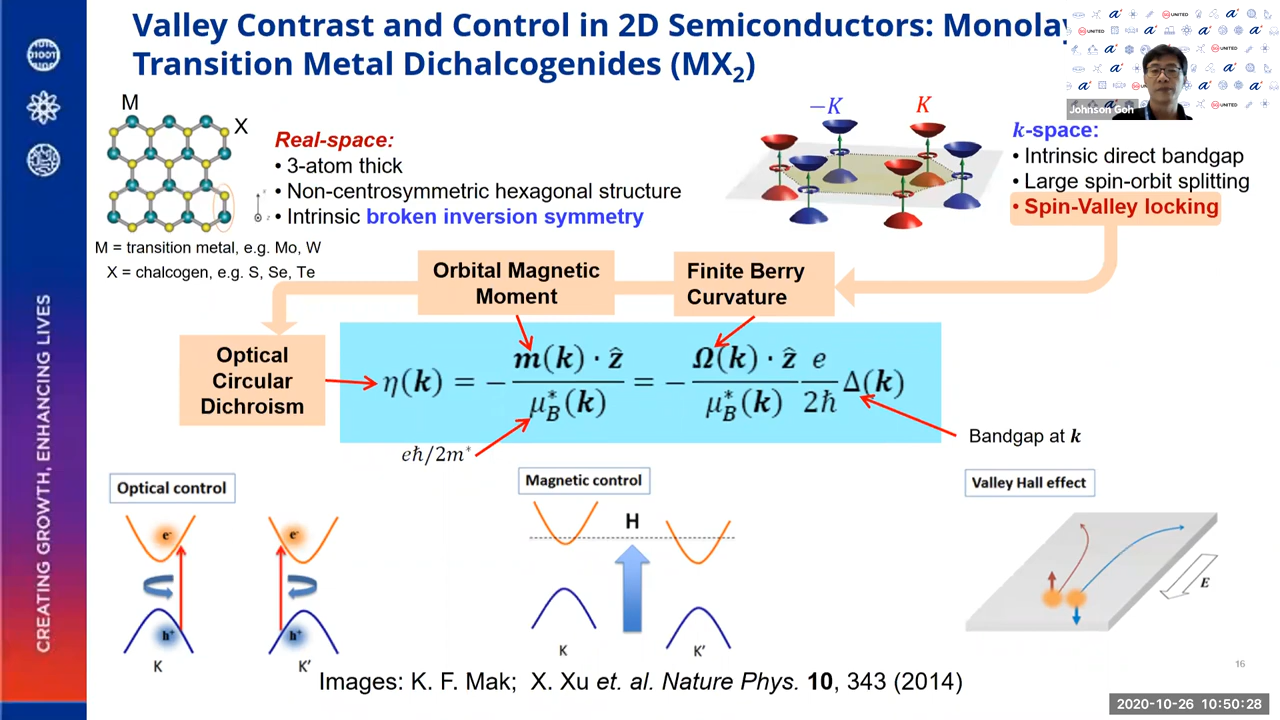 Valley Contrast and Control in 2D Semiconductors: Monolay
Transition Metal Dichalcogenides (MX₂)
Johnson Goh
CREATING GROWTH, ENHANCING LIVES
M
X
M = transition metal, e.g. Mo, W
X = chalcogen, e.g. S, Se, Te
Real-space:
• 3-atom thick
• Non-centrosymmetric hexagonal structure
• Intrinsic broken inversion symmetry
−K
K
k-space:
• Intrinsic direct bandgap
• Large spin-orbit splitting
• Spin-Valley locking
Orbital Magnetic
Moment
Finite Berry
Curvature
Optical
Circular
Dichroism
η(k) = − m(k) · ẑ / μ*B(k) = − Ω(k) · ẑ / μ*B(k) e / 2ħ Δ(k)
eħ/2m*
Bandgap at k
Optical control
e⁻
e⁻
h⁺
h⁺
K
K′
Magnetic control
H
K
K′
Valley Hall effect
E
Images: K. F. Mak; X. Xu et. al. Nature Phys. 10, 343 (2014)
16
2020-10-26 10:50:28